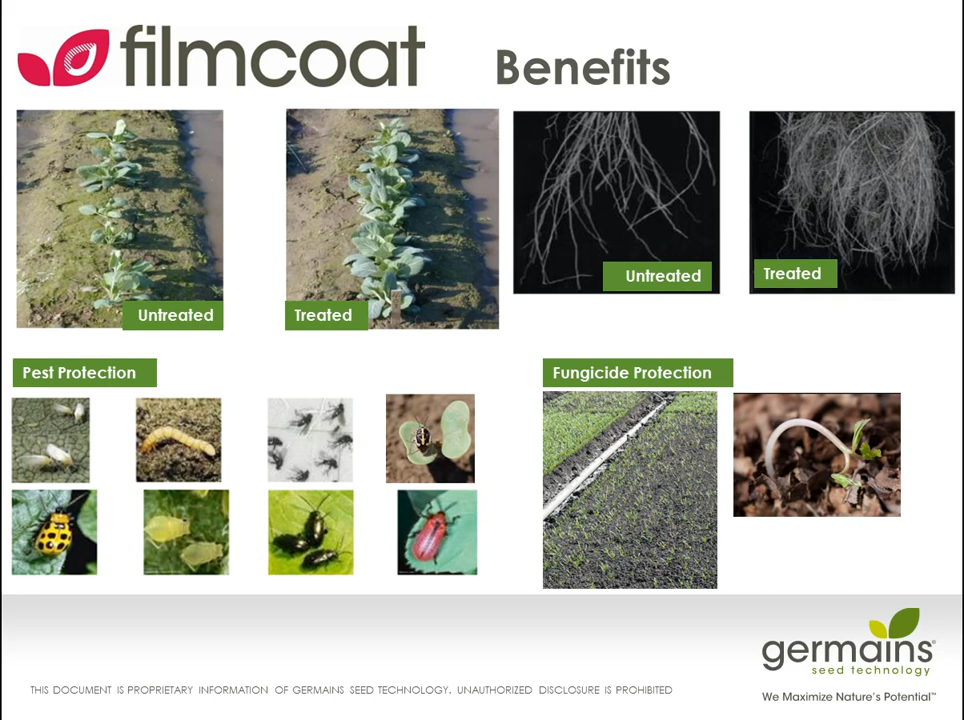 filmcoat
Benefits
Untreated
Treated
Untreated
Treated
Pest Protection
Fungicide Protection
germains®
seed technology
We Maximize Nature's Potential™
THIS DOCUMENT IS PROPRIETARY INFORMATION OF GERMAINS SEED TECHNOLOGY. UNAUTHORIZED DISCLOSURE IS PROHIBITED